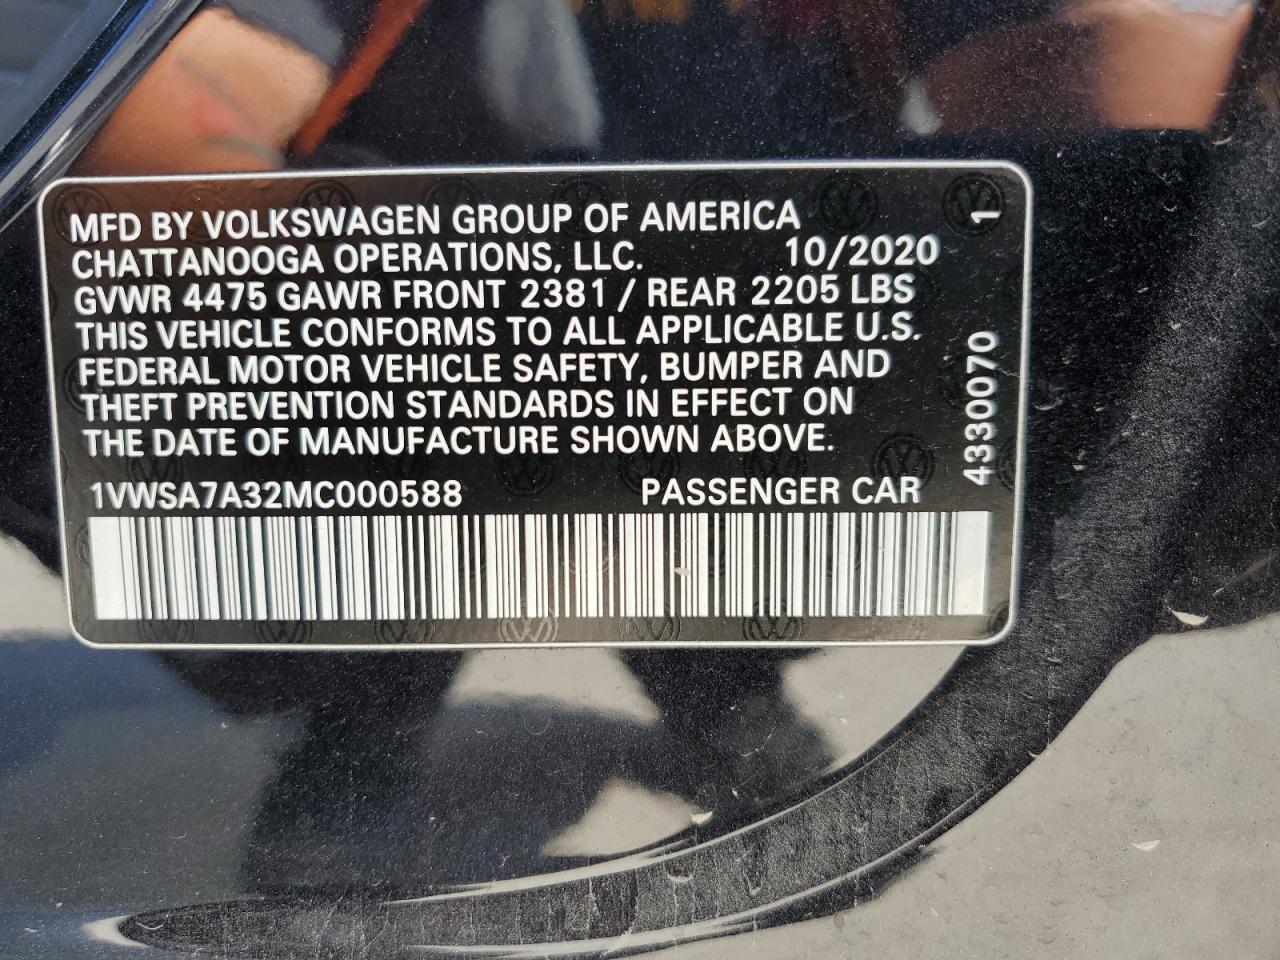 MFD BY VOLKSWAGEN GROUP OF AMERICA
CHATTANOOGA OPERATIONS, LLC. 10/2020
GVWR 4475 GAWR FRONT 2381 / REAR 2205 LBS
THIS VEHICLE CONFORMS TO ALL APPLICABLE U.S.
FEDERAL MOTOR VEHICLE SAFETY, BUMPER AND
THEFT PREVENTION STANDARDS IN EFFECT ON
THE DATE OF MANUFACTURE SHOWN ABOVE.
1VWSA7A32MC000588 PASSENGER CAR
4330070 1